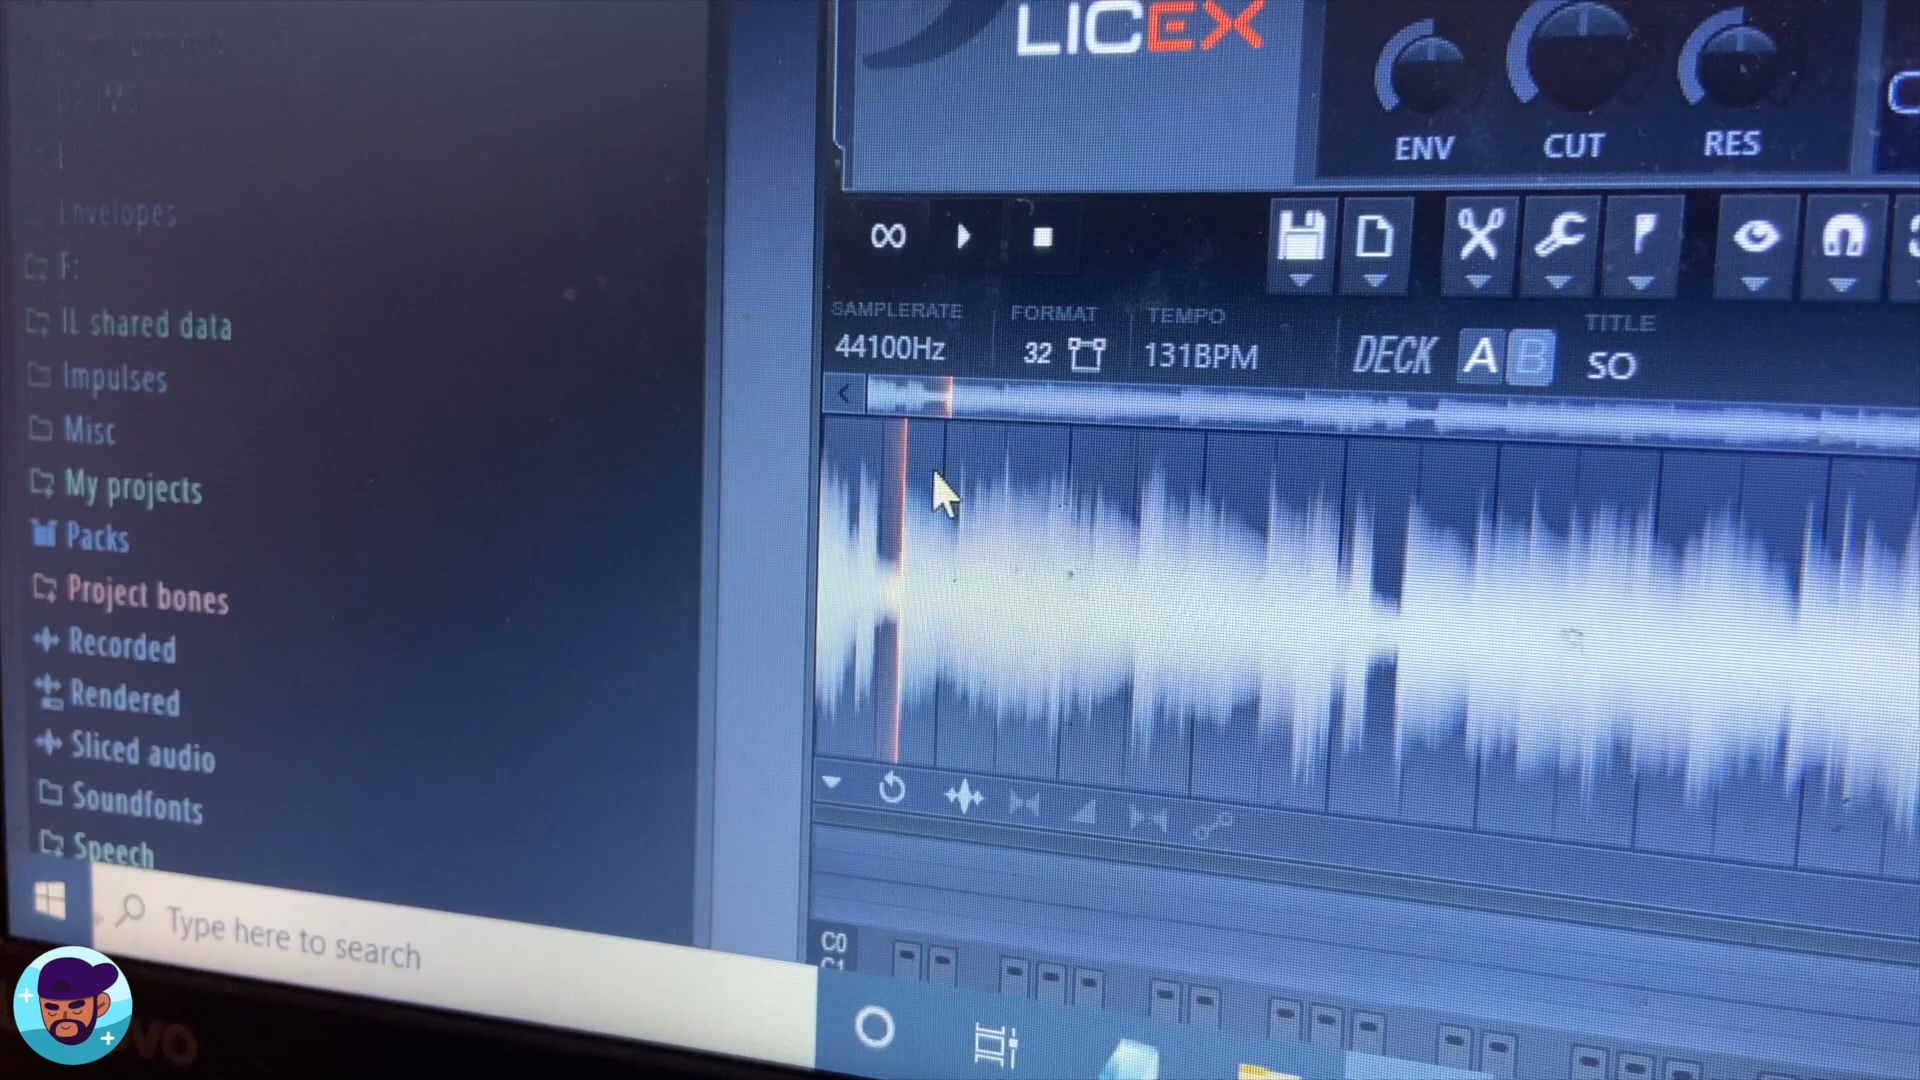 LICEX
ENV CUT RES
SAMPLERATE FORMAT TEMPO TITLE
44100Hz 32 131BPM DECK A B SO
Envelopes
F:
IL shared data
Impulses
Misc
My projects
Packs
Project bones
Recorded
Rendered
Sliced audio
Soundfonts
Speech
C0
Type here to search